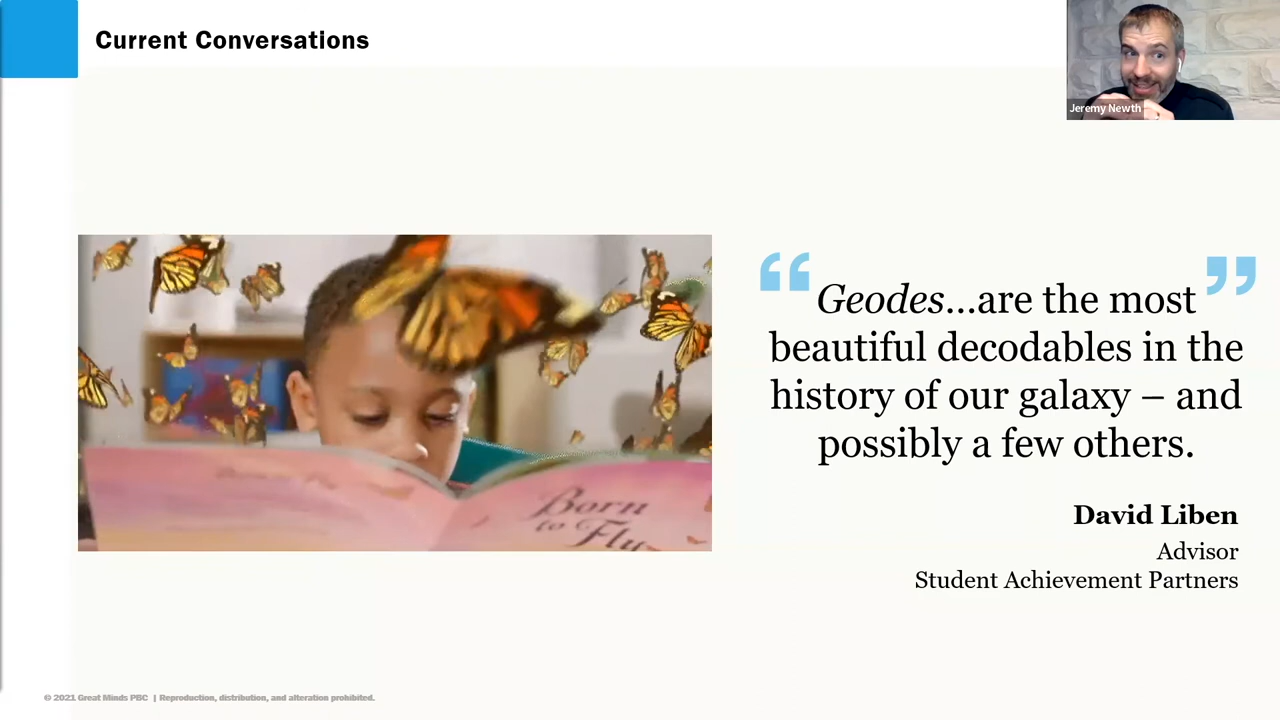 Current Conversations
Jeremy Newth
“Geodes...are the most”
beautiful decodables in the
history of our galaxy – and
possibly a few others.
David Liben
Advisor
Student Achievement Partners
Born
to Fly
© 2021 Great Minds PBC | Reproduction, distribution, and alteration prohibited.